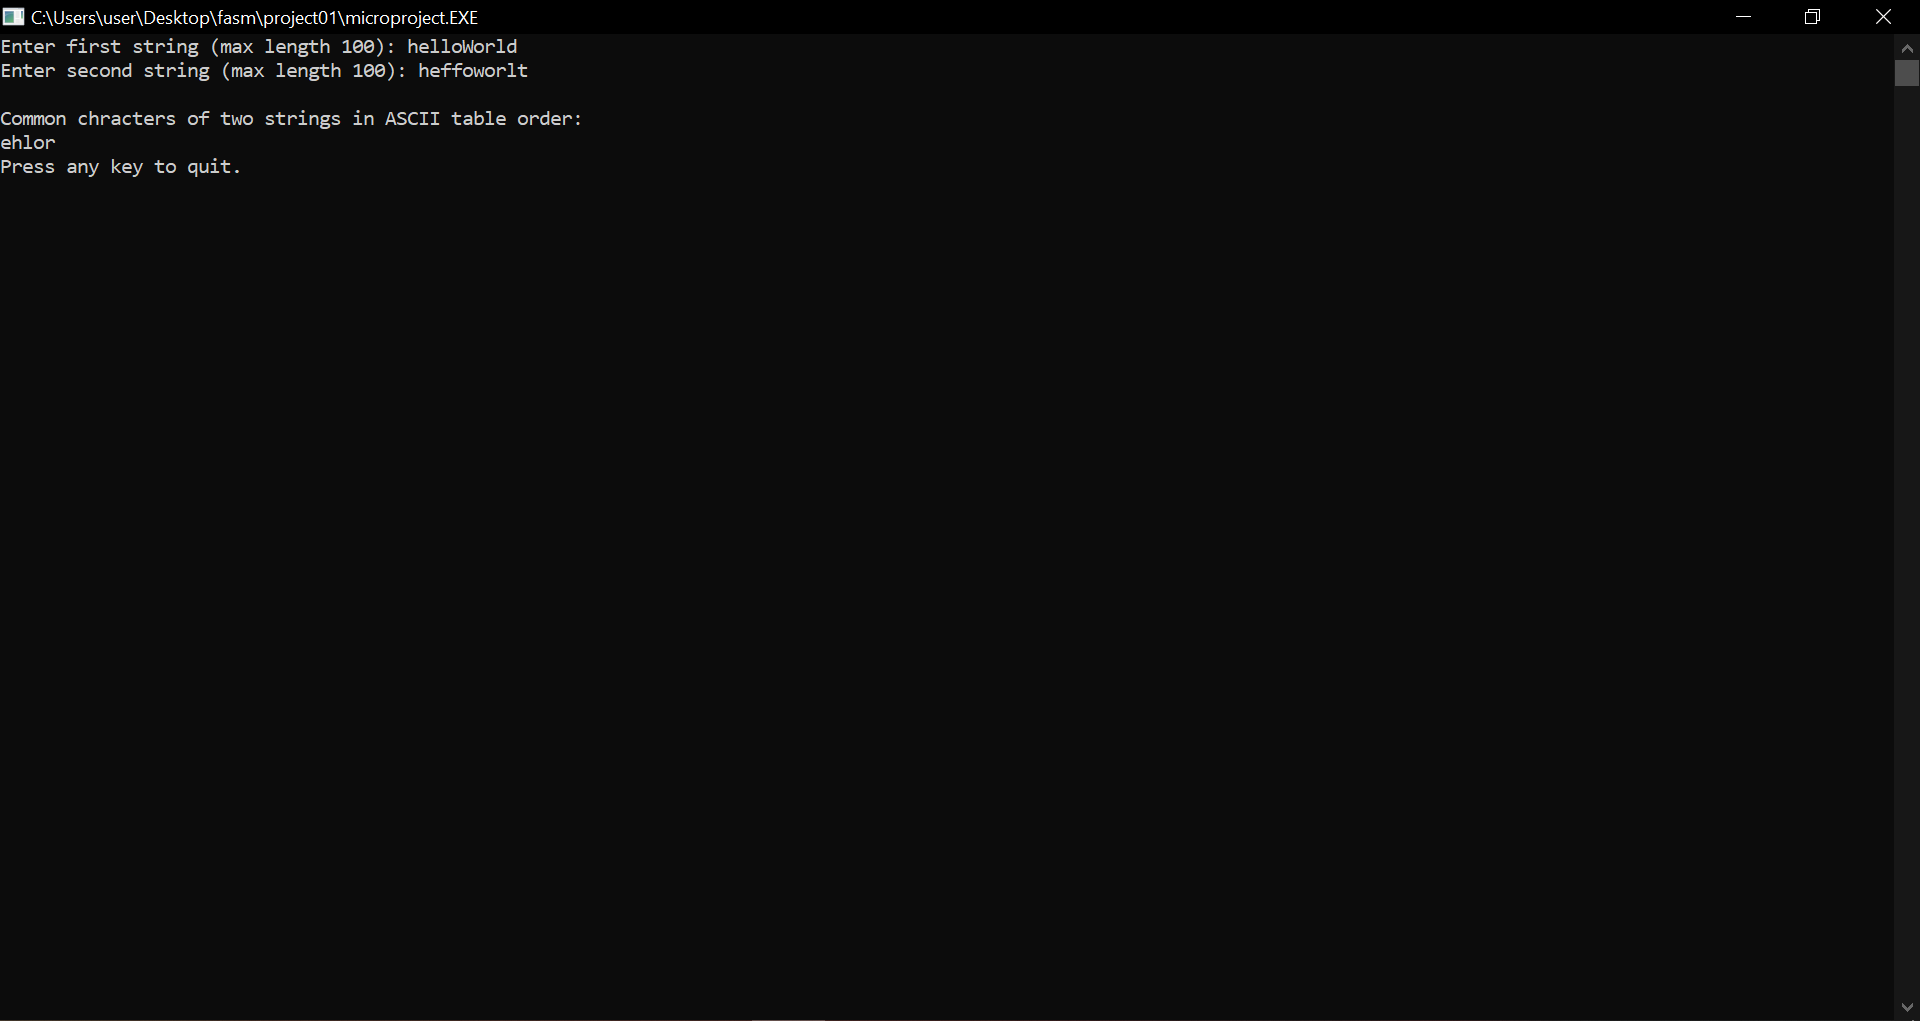 C:\Users\user\Desktop\fasm\project01\microproject.EXE
Enter first string (max length 100): helloWorld
Enter second string (max length 100): heffoworlt
Common chracters of two strings in ASCII table order:
ehlor
Press any key to quit.